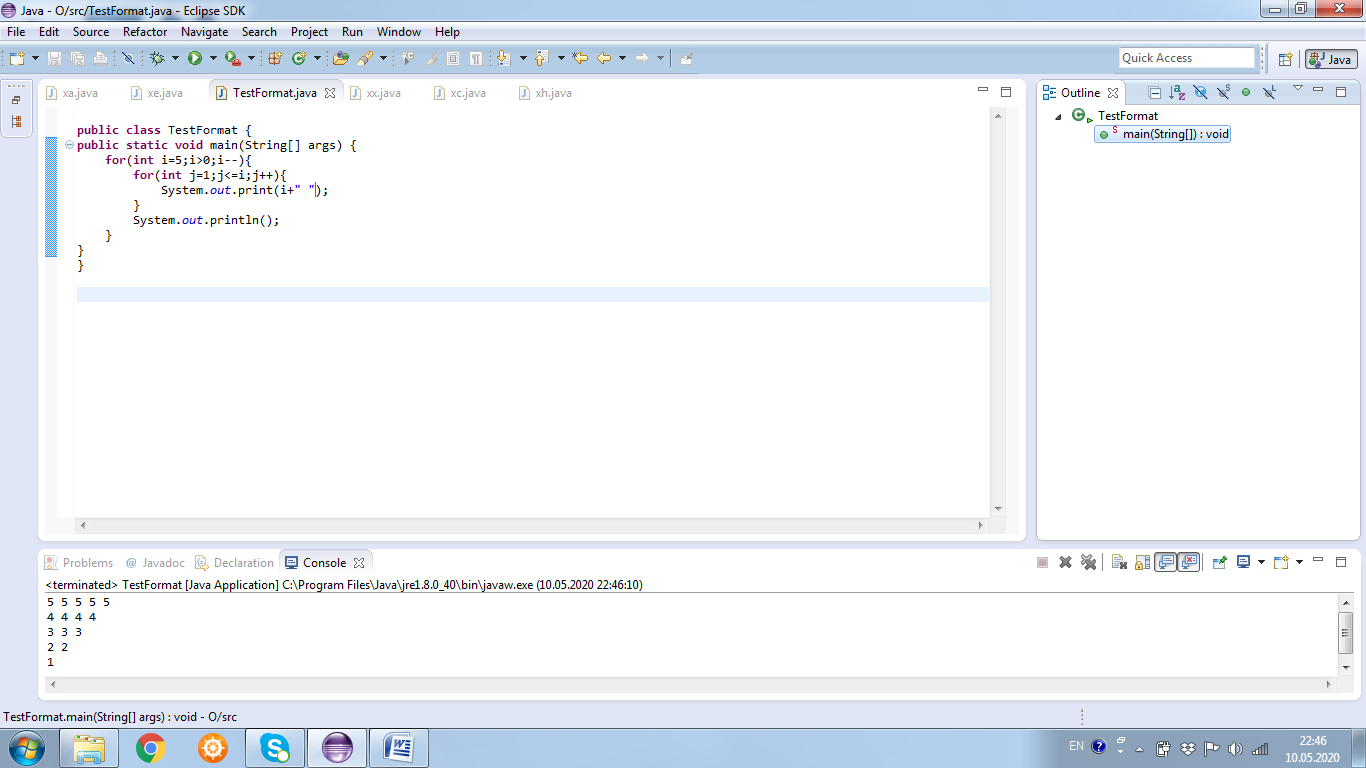 Java - O/src/TestFormat.java - Eclipse SDK
File Edit Source Refactor Navigate Search Project Run Window Help
Quick Access
Java
xa.java xe.java TestFormat.java xx.java xc.java xh.java
public class TestFormat {
public static void main(String[] args) {
for(int i=5;i>0;i--){
for(int j=1;j<=i;j++){
System.out.print(i+" ");
}
System.out.println();
}
}
}
Outline
TestFormat
main(String[]) : void
Problems @ Javadoc Declaration Console
<terminated> TestFormat [Java Application] C:\Program Files\Java\jre1.8.0_40\bin\javaw.exe (10.05.2020 22:46:10)
5 5 5 5 5
4 4 4 4
3 3 3
2 2
1
TestFormat.main(String[] args) : void - O/src
EN
22:46
10.05.2020